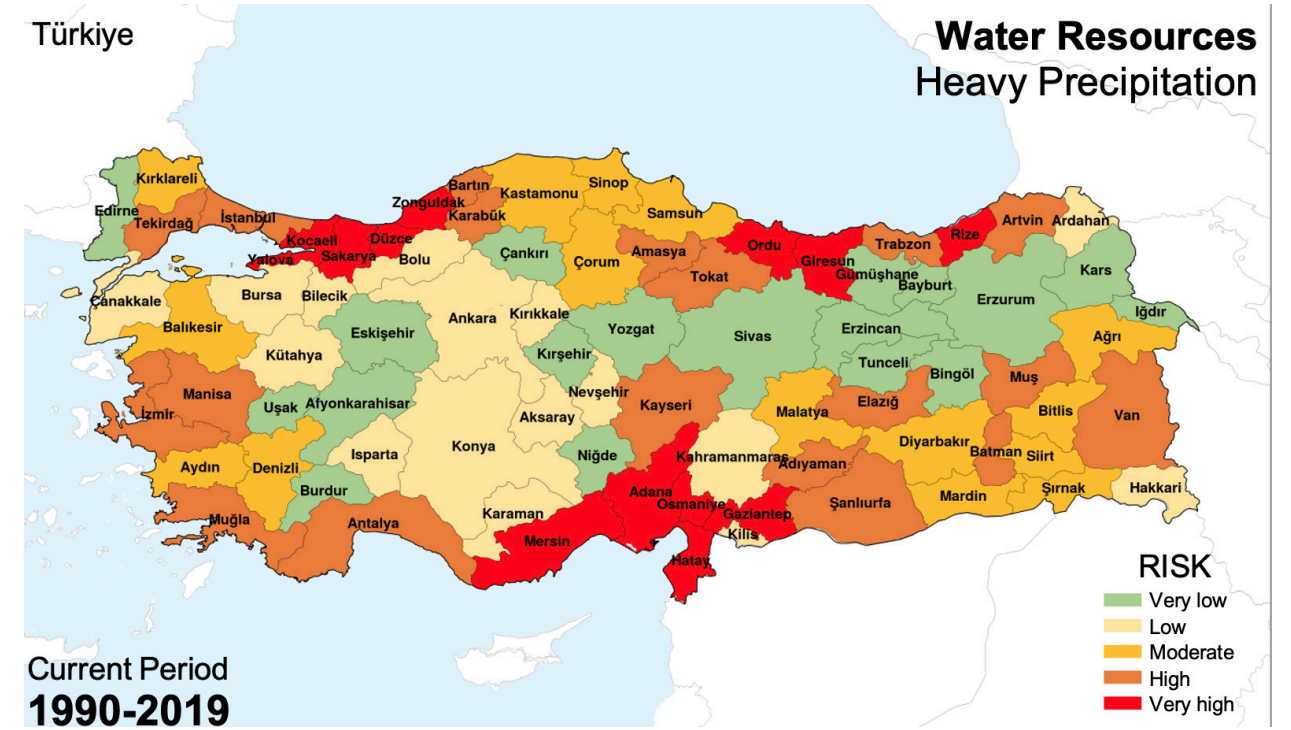 Türkiye
Water Resources
Heavy Precipitation
Kırklareli
Edirne
Tekirdağ
İstanbul
Kocaeli
Yalova
Sakarya
Düzce
Zonguldak
Bartın
Karabük
Kastamonu
Sinop
Samsun
Bolu
Çankırı
Çorum
Amasya
Tokat
Ordu
Giresun
Gümüşhane
Bayburt
Trabzon
Rize
Artvin
Ardahan
Kars
Iğdır
Erzurum
Ağrı
Çanakkale
Bursa
Bilecik
Balıkesir
Kütahya
Eskişehir
Ankara
Kırıkkale
Kırşehir
Yozgat
Sivas
Erzincan
Tunceli
Bingöl
Muş
Van
Manisa
İzmir
Uşak
Afyonkarahisar
Nevşehir
Aksaray
Kayseri
Malatya
Elazığ
Bitlis
Diyarbakır
Batman
Siirt
Aydın
Denizli
Isparta
Konya
Niğde
Kahramanmaraş
Adıyaman
Burdur
Muğla
Antalya
Karaman
Mersin
Adana
Osmaniye
Gaziantep
Kilis
Hatay
Şanlıurfa
Mardin
Şırnak
Hakkari
RISK
Very low
Low
Moderate
High
Very high
Current Period
1990-2019